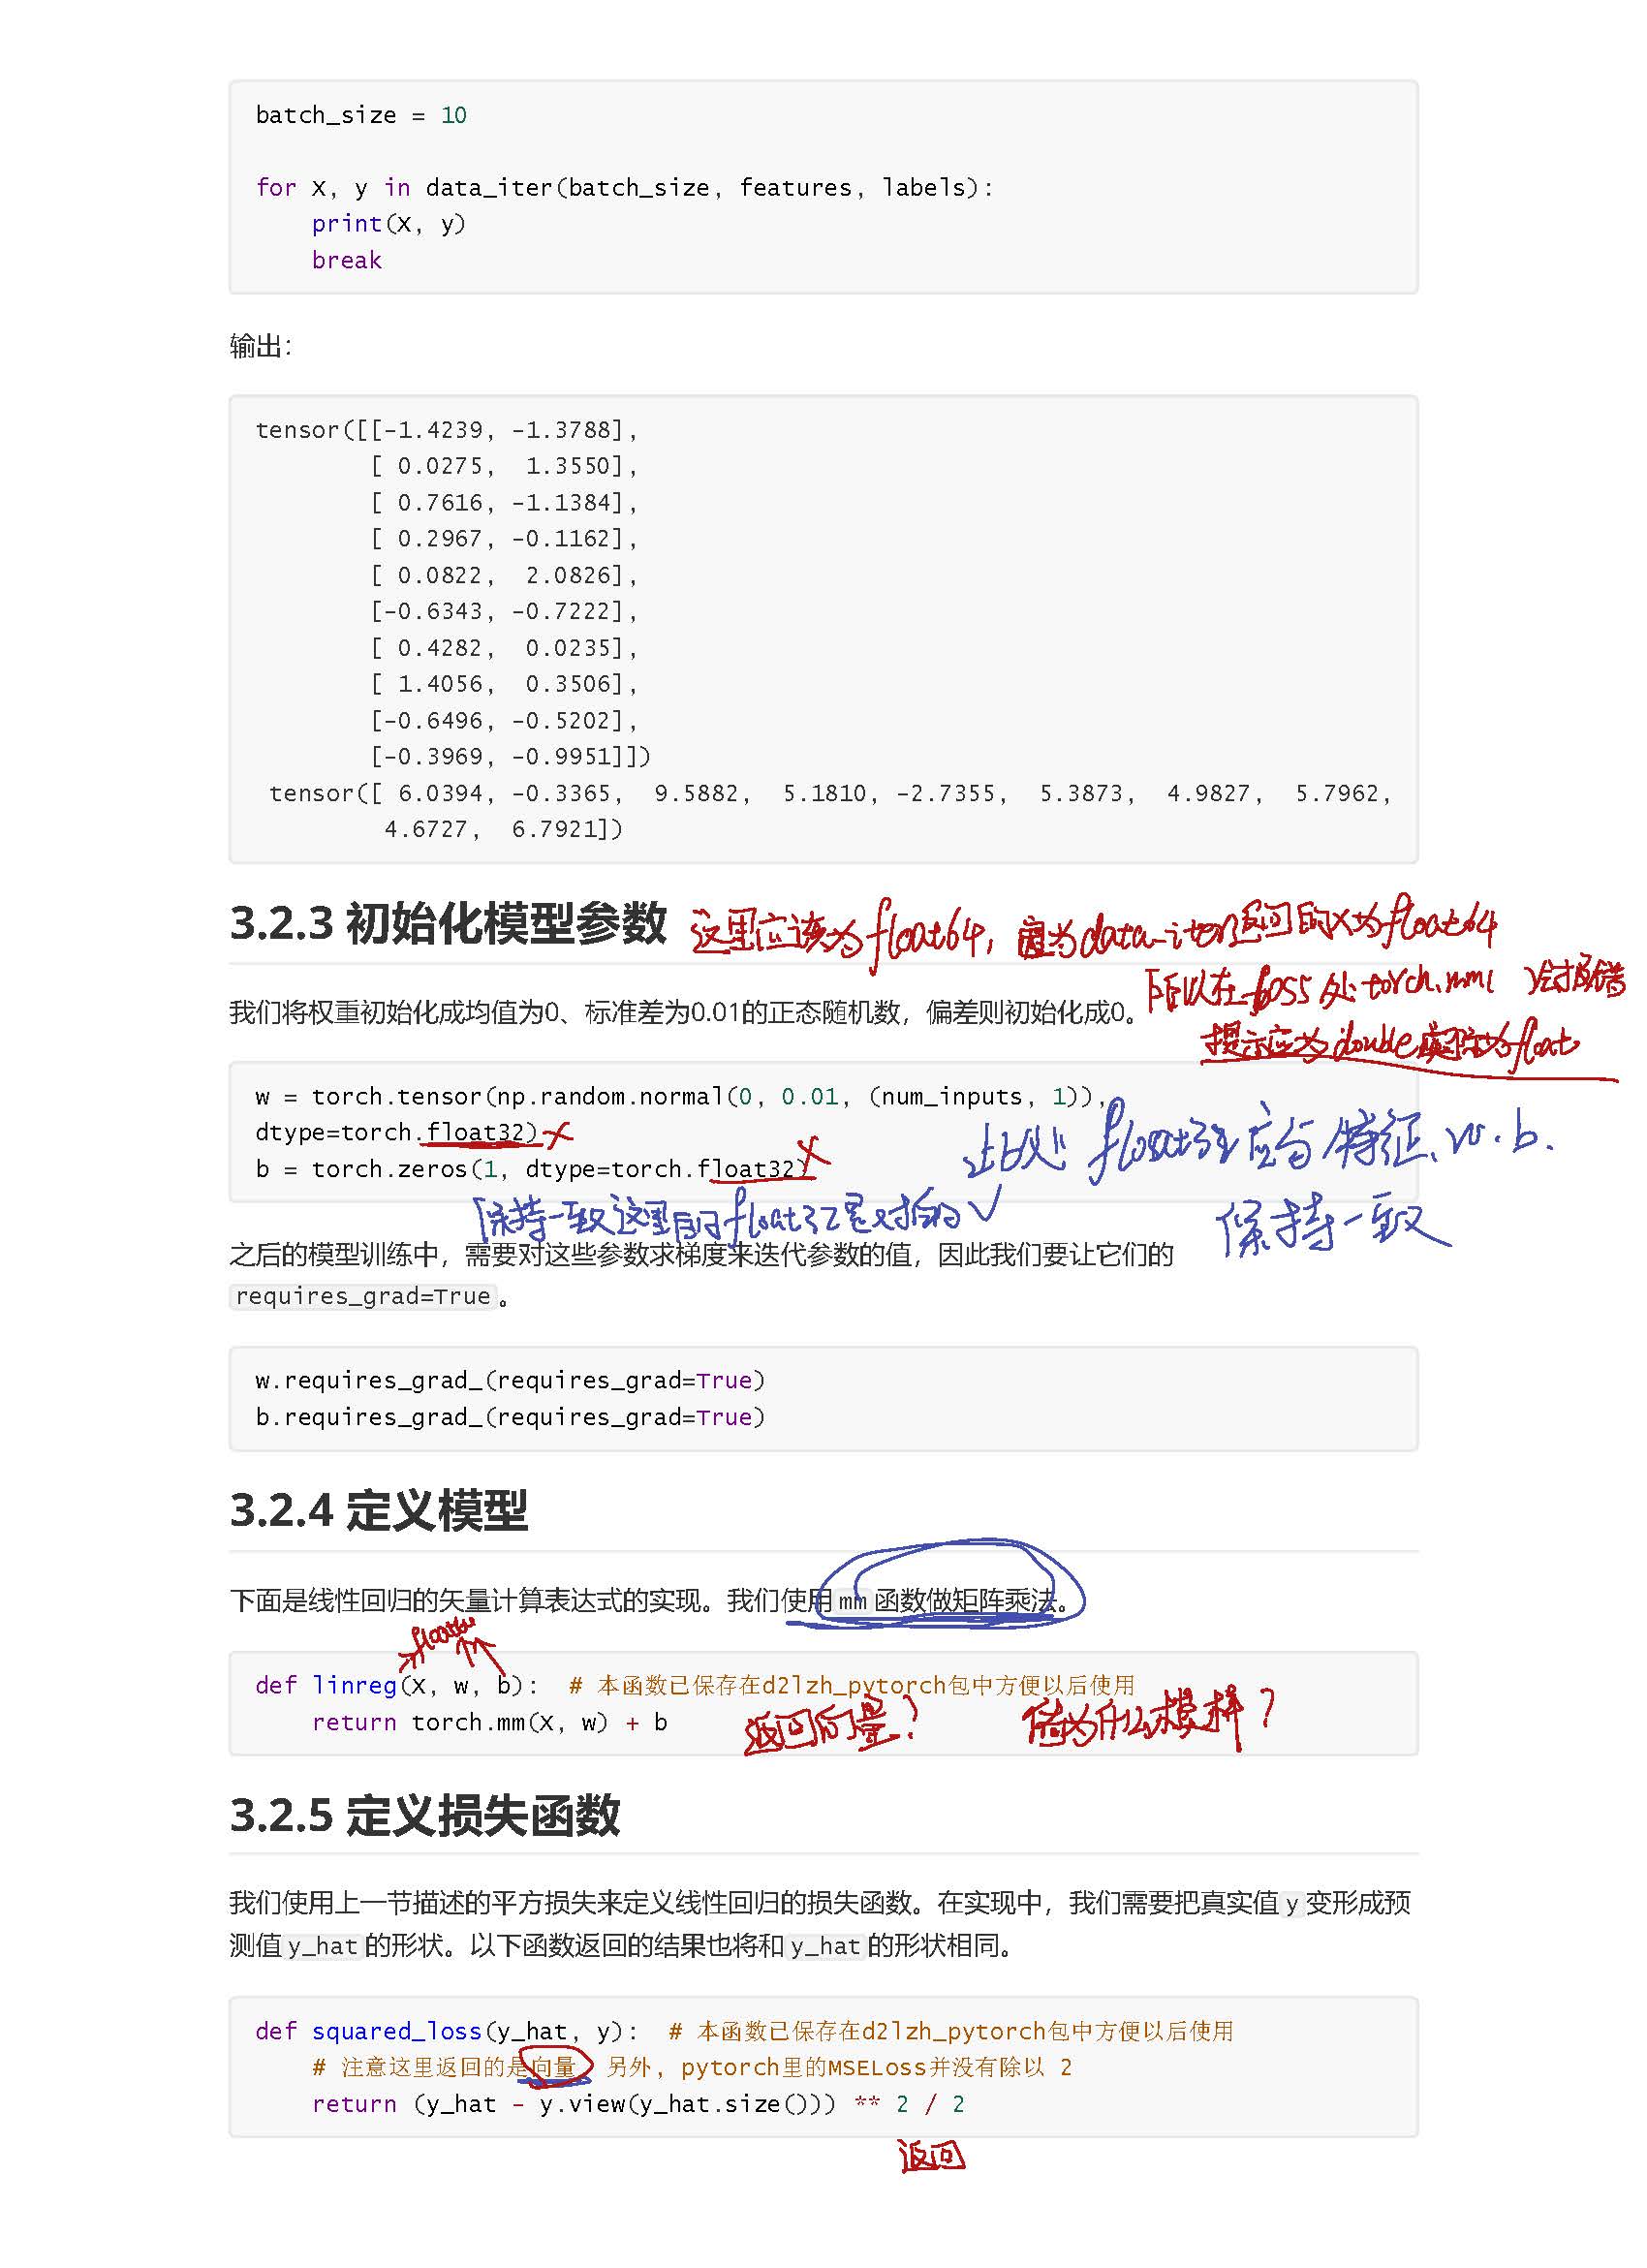 batch_size = 10
for X, y in data_iter(batch_size, features, labels):
    print(X, y)
    break
输出：
tensor([[-1.4239, -1.3788],
        [ 0.0275,  1.3550],
        [ 0.7616, -1.1384],
        [ 0.2967, -0.1162],
        [ 0.0822,  2.0826],
        [-0.6343, -0.7222],
        [ 0.4282,  0.0235],
        [ 1.4056,  0.3506],
        [-0.6496, -0.5202],
        [-0.3969, -0.9951]])
 tensor([ 6.0394, -0.3365,  9.5882,  5.1810, -2.7355,  5.3873,  4.9827,  5.7962,
         4.6727,  6.7921])
3.2.3 初始化模型参数
这里应该为float64, 因为data-iter返回的X为float64
所以在loss处torch.mm 会报错
提示应为double实际为float
我们将权重初始化成均值为0、标准差为0.01的正态随机数，偏差则初始化成0。
w = torch.tensor(np.random.normal(0, 0.01, (num_inputs, 1)),
dtype=torch.float32)
b = torch.zeros(1, dtype=torch.float32)
此处 float32应与特征、w.b.
保持一致
保持一致这里的float32是对的√
之后的模型训练中，需要对这些参数求梯度来迭代参数的值，因此我们要让它们的
requires_grad=True。
w.requires_grad_(requires_grad=True)
b.requires_grad_(requires_grad=True)
3.2.4 定义模型
下面是线性回归的矢量计算表达式的实现。我们使用mm函数做矩阵乘法。
def linreg(X, w, b):  # 本函数已保存在d2lzh_pytorch包中方便以后使用
    return torch.mm(X, w) + b
返回向量？ 为什么模样？
3.2.5 定义损失函数
我们使用上一节描述的平方损失来定义线性回归的损失函数。在实现中，我们需要把真实值y变形成预
测值y_hat的形状。以下函数返回的结果也将和y_hat的形状相同。
def squared_loss(y_hat, y):  # 本函数已保存在d2lzh_pytorch包中方便以后使用
    # 注意这里返回的是向量, 另外, pytorch里的MSELoss并没有除以 2
    return (y_hat - y.view(y_hat.size())) ** 2 / 2
返回